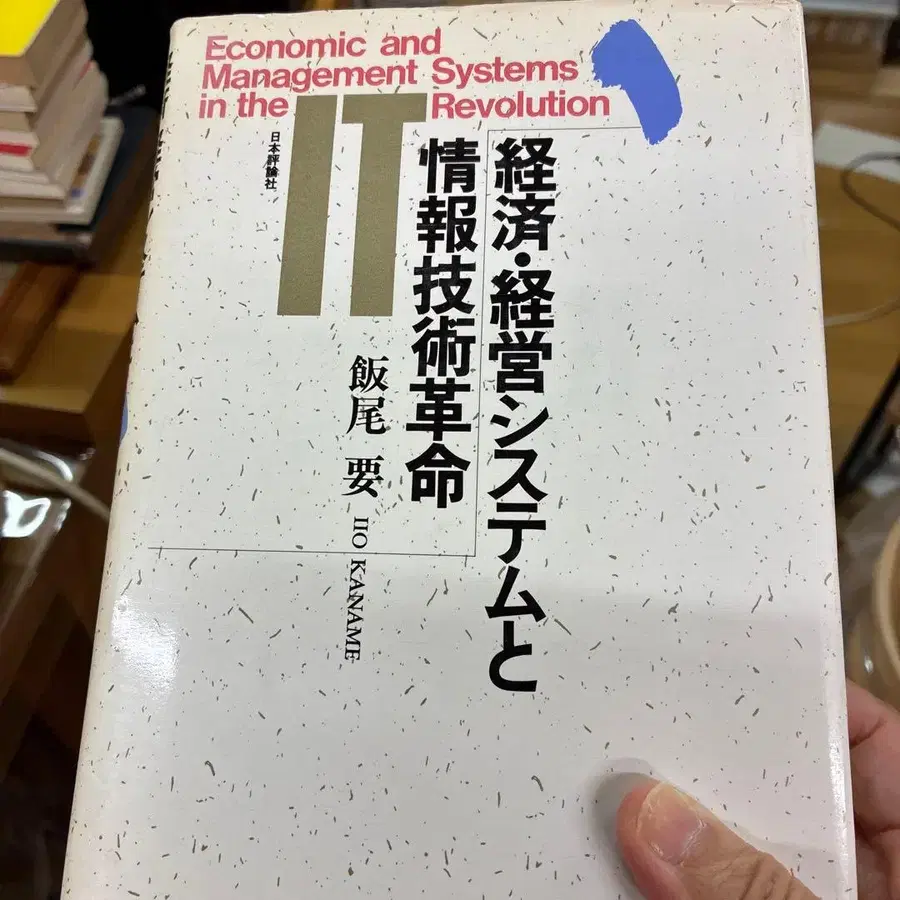 Economic and
Management Systems
in the IT Revolution
経済・経営システムと
情報技術革命
飯尾 要
IIO KANAME
日本評論社